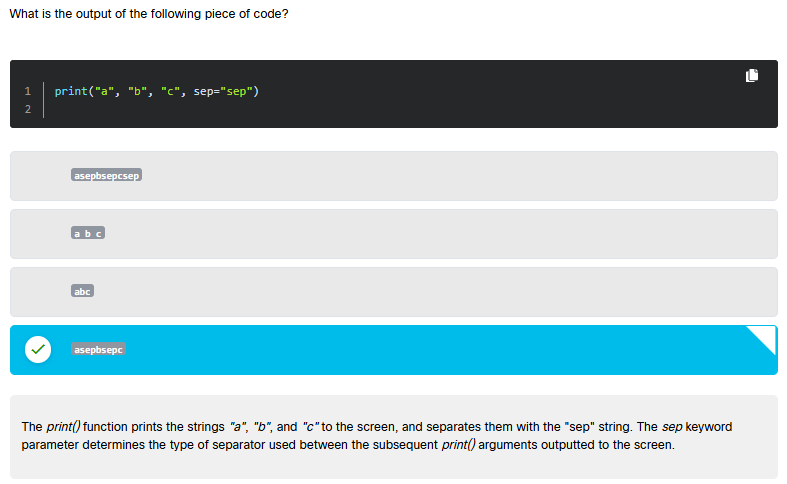 What is the output of the following piece of code?
1 print("a", "b", "c", sep="sep")
2
asepbsepcsep
a b c
abc
asepbsepc
The print() function prints the strings "a", "b", and "c" to the screen, and separates them with the "sep" string. The sep keyword
parameter determines the type of separator used between the subsequent print() arguments outputted to the screen.